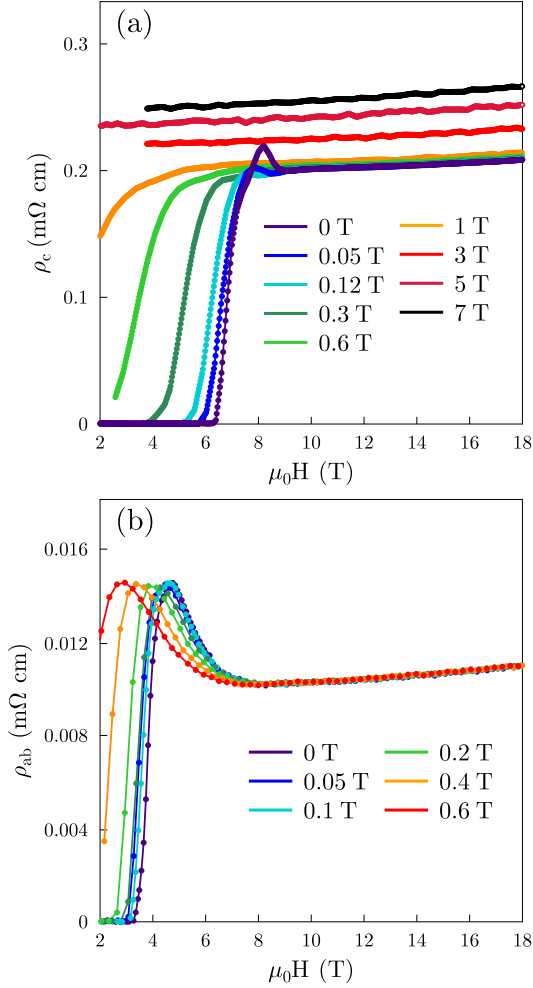 (a)
0.3
0.2
0.1
0
ρc (mΩ cm)
0 T
0.05 T
0.12 T
0.3 T
0.6 T
1 T
3 T
5 T
7 T
2 4 6 8 10 12 14 16 18
μ0H (T)
(b)
0.016
0.012
0.008
0.004
0
ρab (mΩ cm)
0 T
0.05 T
0.1 T
0.2 T
0.4 T
0.6 T
2 4 6 8 10 12 14 16 18
μ0H (T)